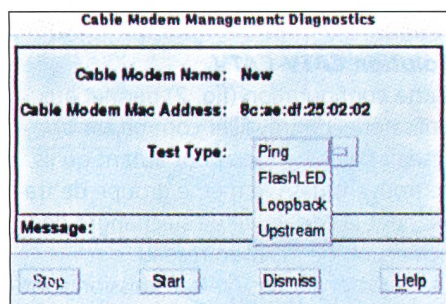 Cable Modem Management: Diagnostics
Cable Modem Name: New
Cable Modem Mac Address: 8c:ae:df:25:02:02
Test Type: Ping
FlashLED
Loopback
Upstream
Message:
Stop Start Dismiss Help